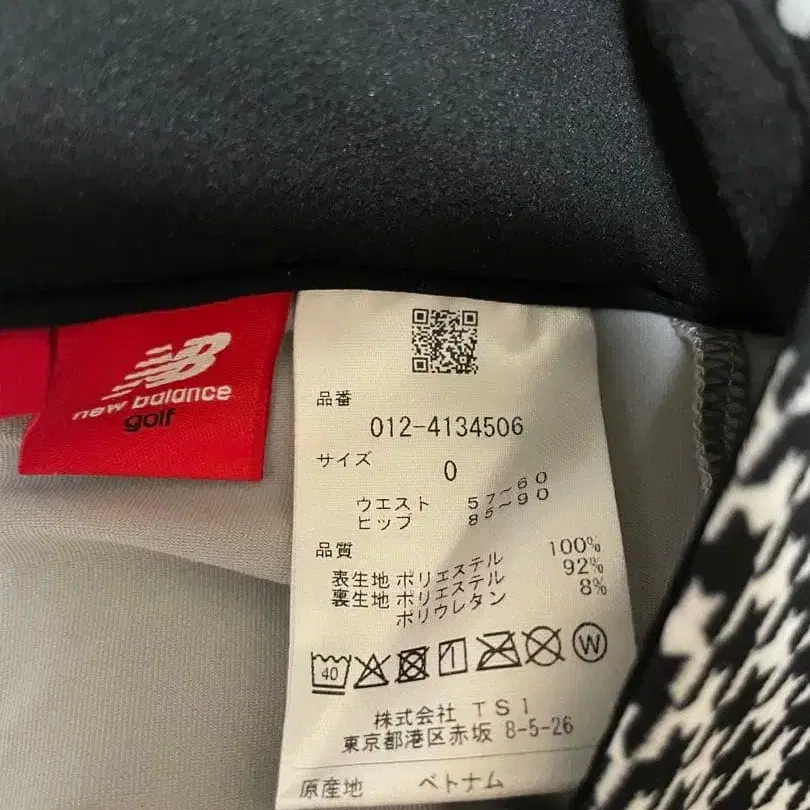 NB
new balance
golf
品番
012-4134506
サイズ
0
ウエスト 57~60
ヒップ 85~90
品質
表生地 ポリエステル 100%
裏生地 ポリエステル 92%
ポリウレタン 8%
40 W
株式会社 TSI
東京都港区赤坂 8-5-26
原産地 ベトナム